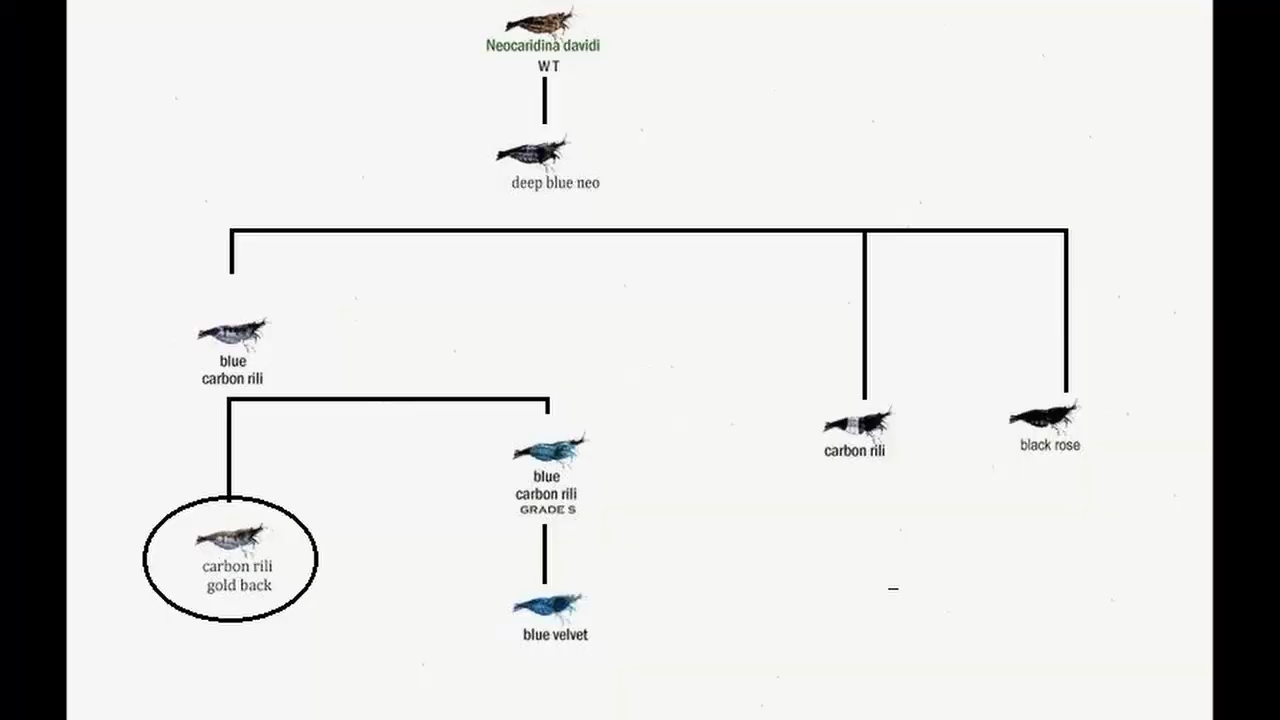 Neocaridina davidi
WT
deep blue neo
blue
carbon rili
blue
carbon rili
GRADE S
carbon rili
black rose
carbon rili
gold back
blue velvet